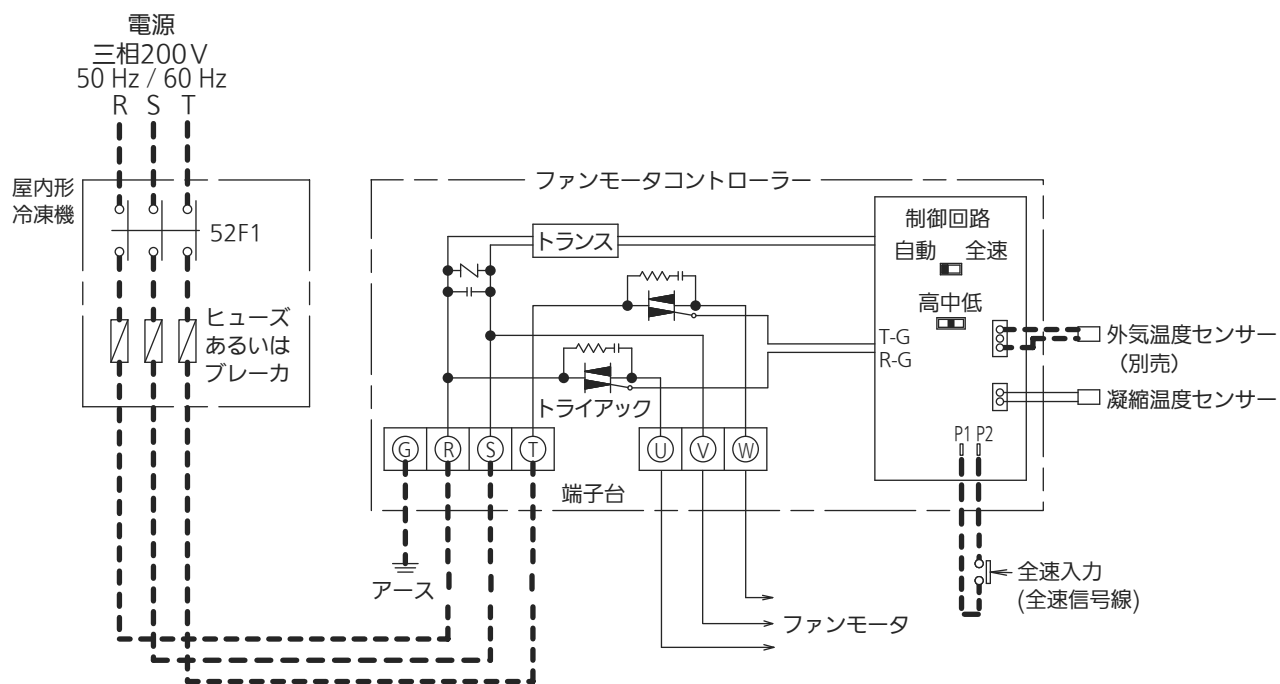 電源
三相200V
50 Hz / 60 Hz
R S T
屋内形
冷凍機
52F1
ヒューズ
あるいは
ブレーカ
ファンモータコントローラー
トランス
制御回路
自動 全速
高中低
T-G
R-G
外気温度センサー
(別売)
凝縮温度センサー
トライアック
P1 P2
G R S T
U V W
端子台
アース
全速入力
(全速信号線)
ファンモータ